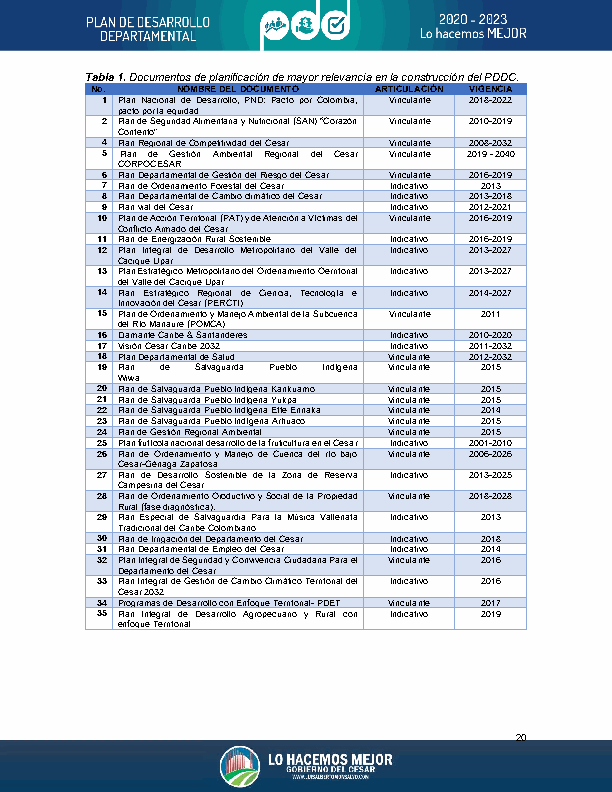 PLAN DE DESARROLLO
DEPARTAMENTAL
pdd
2020 - 2023
Lo hacemos MEJOR
Tabla 1. Documentos de planificación de mayor relevancia en la construcción del PDDC.
No. NOMBRE DEL DOCUMENTO ARTICULACIÓN VIGENCIA
1 Plan Nacional de Desarrollo, PND: Pacto por Colombia, Vinculante 2018-2022
pacto por la equidad
2 Plan de Seguridad Alimentaria y Nutricional (SAN) "Corazón Vinculante 2010-2019
Contento"
4 Plan Regional de Competitividad del Cesar Vinculante 2008-2032
5 Plan de Gestión Ambiental Regional del Cesar Vinculante 2019 - 2040
CORPOCESAR
6 Plan Departamental de Gestión del Riesgo del Cesar Vinculante 2016-2019
7 Plan de Ordenamiento Forestal del Cesar Indicativo 2013
8 Plan Departamental de Cambio climático del Cesar Indicativo 2013-2018
9 Plan vial del Cesar Indicativo 2012-2021
10 Plan de Acción Territorial (PAT) y de Atención a Víctimas del Vinculante 2016-2019
Conflicto Armado del Cesar
11 Plan de Energización Rural Sostenible Indicativo 2016-2019
12 Plan Integral de Desarrollo Metropolitano del Valle del Indicativo 2013-2027
Cacique Upar
13 Plan Estratégico Metropolitano del Ordenamiento Oerritorial Indicativo 2013-2027
del Valle del Cacique Upar
14 Plan Estratégico Regional de Ciencia, Tecnología e Indicativo 2014-2027
Innovación del Cesar (PERCTI)
15 Plan de Ordenamiento y Manejo Ambiental de la Subcuenca Vinculante 2011
del Río Manaure (POMCA)
16 Diamante Caribe & Santanderes Indicativo 2010-2020
17 Visión Cesar Caribe 2032 Indicativo 2011-2032
18 Plan Departamental de Salud Vinculante 2012-2032
19 Plan de Salvaguarda Pueblo Indígena Vinculante 2015
Wiwa
20 Plan de Salvaguarda Pueblo Indígena Kankuamo Vinculante 2015
21 Plan de Salvaguarda Pueblo Indígena Yukpa Vinculante 2015
22 Plan de Salvaguarda Pueblo Indígena Ette Ennaka Vinculante 2014
23 Plan de Salvaguarda Pueblo Indígena Arhuaco Vinculante 2015
24 Plan de Gestión Regional Ambiental Vinculante 2015
25 Plan frutícola nacional desarrollo de la fruticultura en el Cesar Indicativo 2001-2010
26 Plan de Ordenamiento y Manejo de Cuenca del río bajo Vinculante 2006-2026
Cesar-Ciénaga Zapatosa
27 Plan de Desarrollo Sostenible de la Zona de Reserva Indicativo 2013-2025
Campesina del Cesar
28 Plan de Ordenamiento Oroductivo y Social de la Propiedad Vinculante 2018-2028
Rural (fase diagnóstica).
29 Plan Especial de Salvaguardia Para la Música Vallenata Indicativo 2013
Tradicional del Caribe Colombiano
30 Plan de Irrigación del Departamento del Cesar Indicativo 2018
31 Plan Departamental de Empleo del Cesar Indicativo 2014
32 Plan Integral de Seguridad y Convivencia Ciudadana Para el Vinculante 2016
Departamento del Cesar
33 Plan Integral de Gestión de Cambio Climático Territorial del Indicativo 2016
Cesar 2032
34 Programas de Desarrollo con Enfoque Territorial- PDET Vinculante 2017
35 Plan Integral de Desarrollo Agropecuario y Rural con Indicativo 2019
enfoque Territorial
20
LO HACEMOS MEJOR
GOBIERNO DEL CESAR
WWW.LUISALBERTOMONSALVO.COM